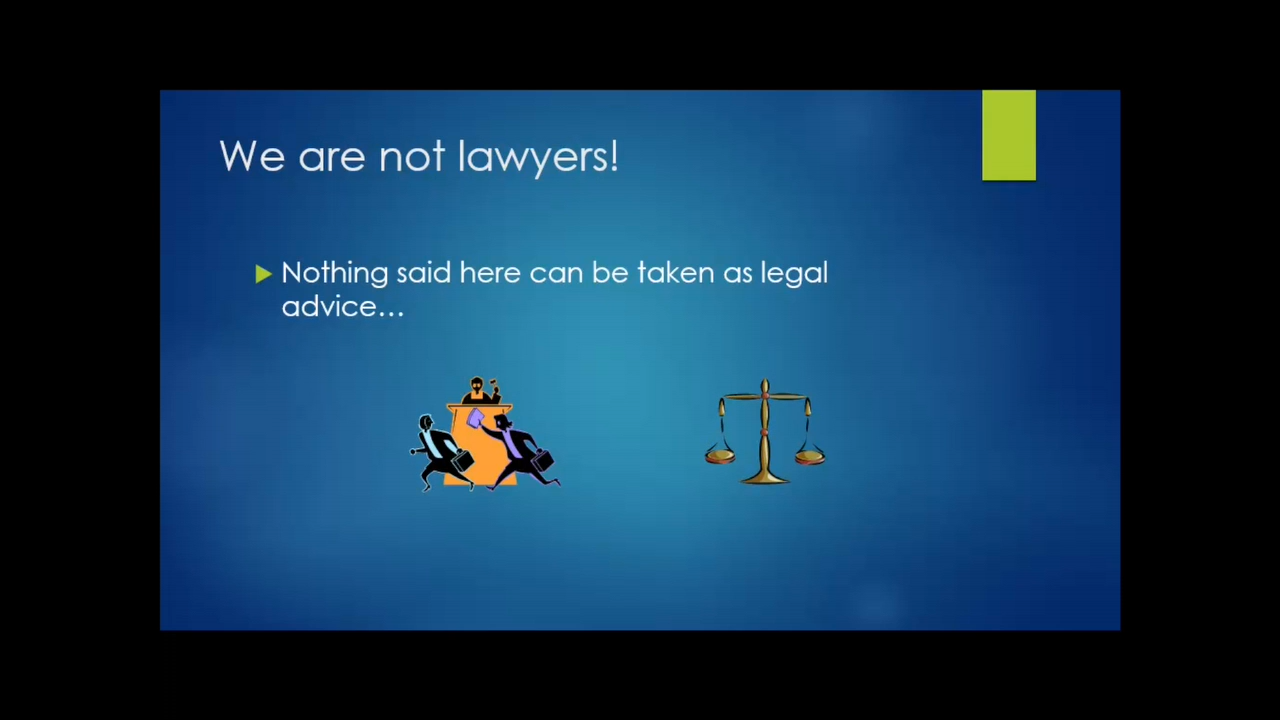 We are not lawyers!
Nothing said here can be taken as legal
advice…